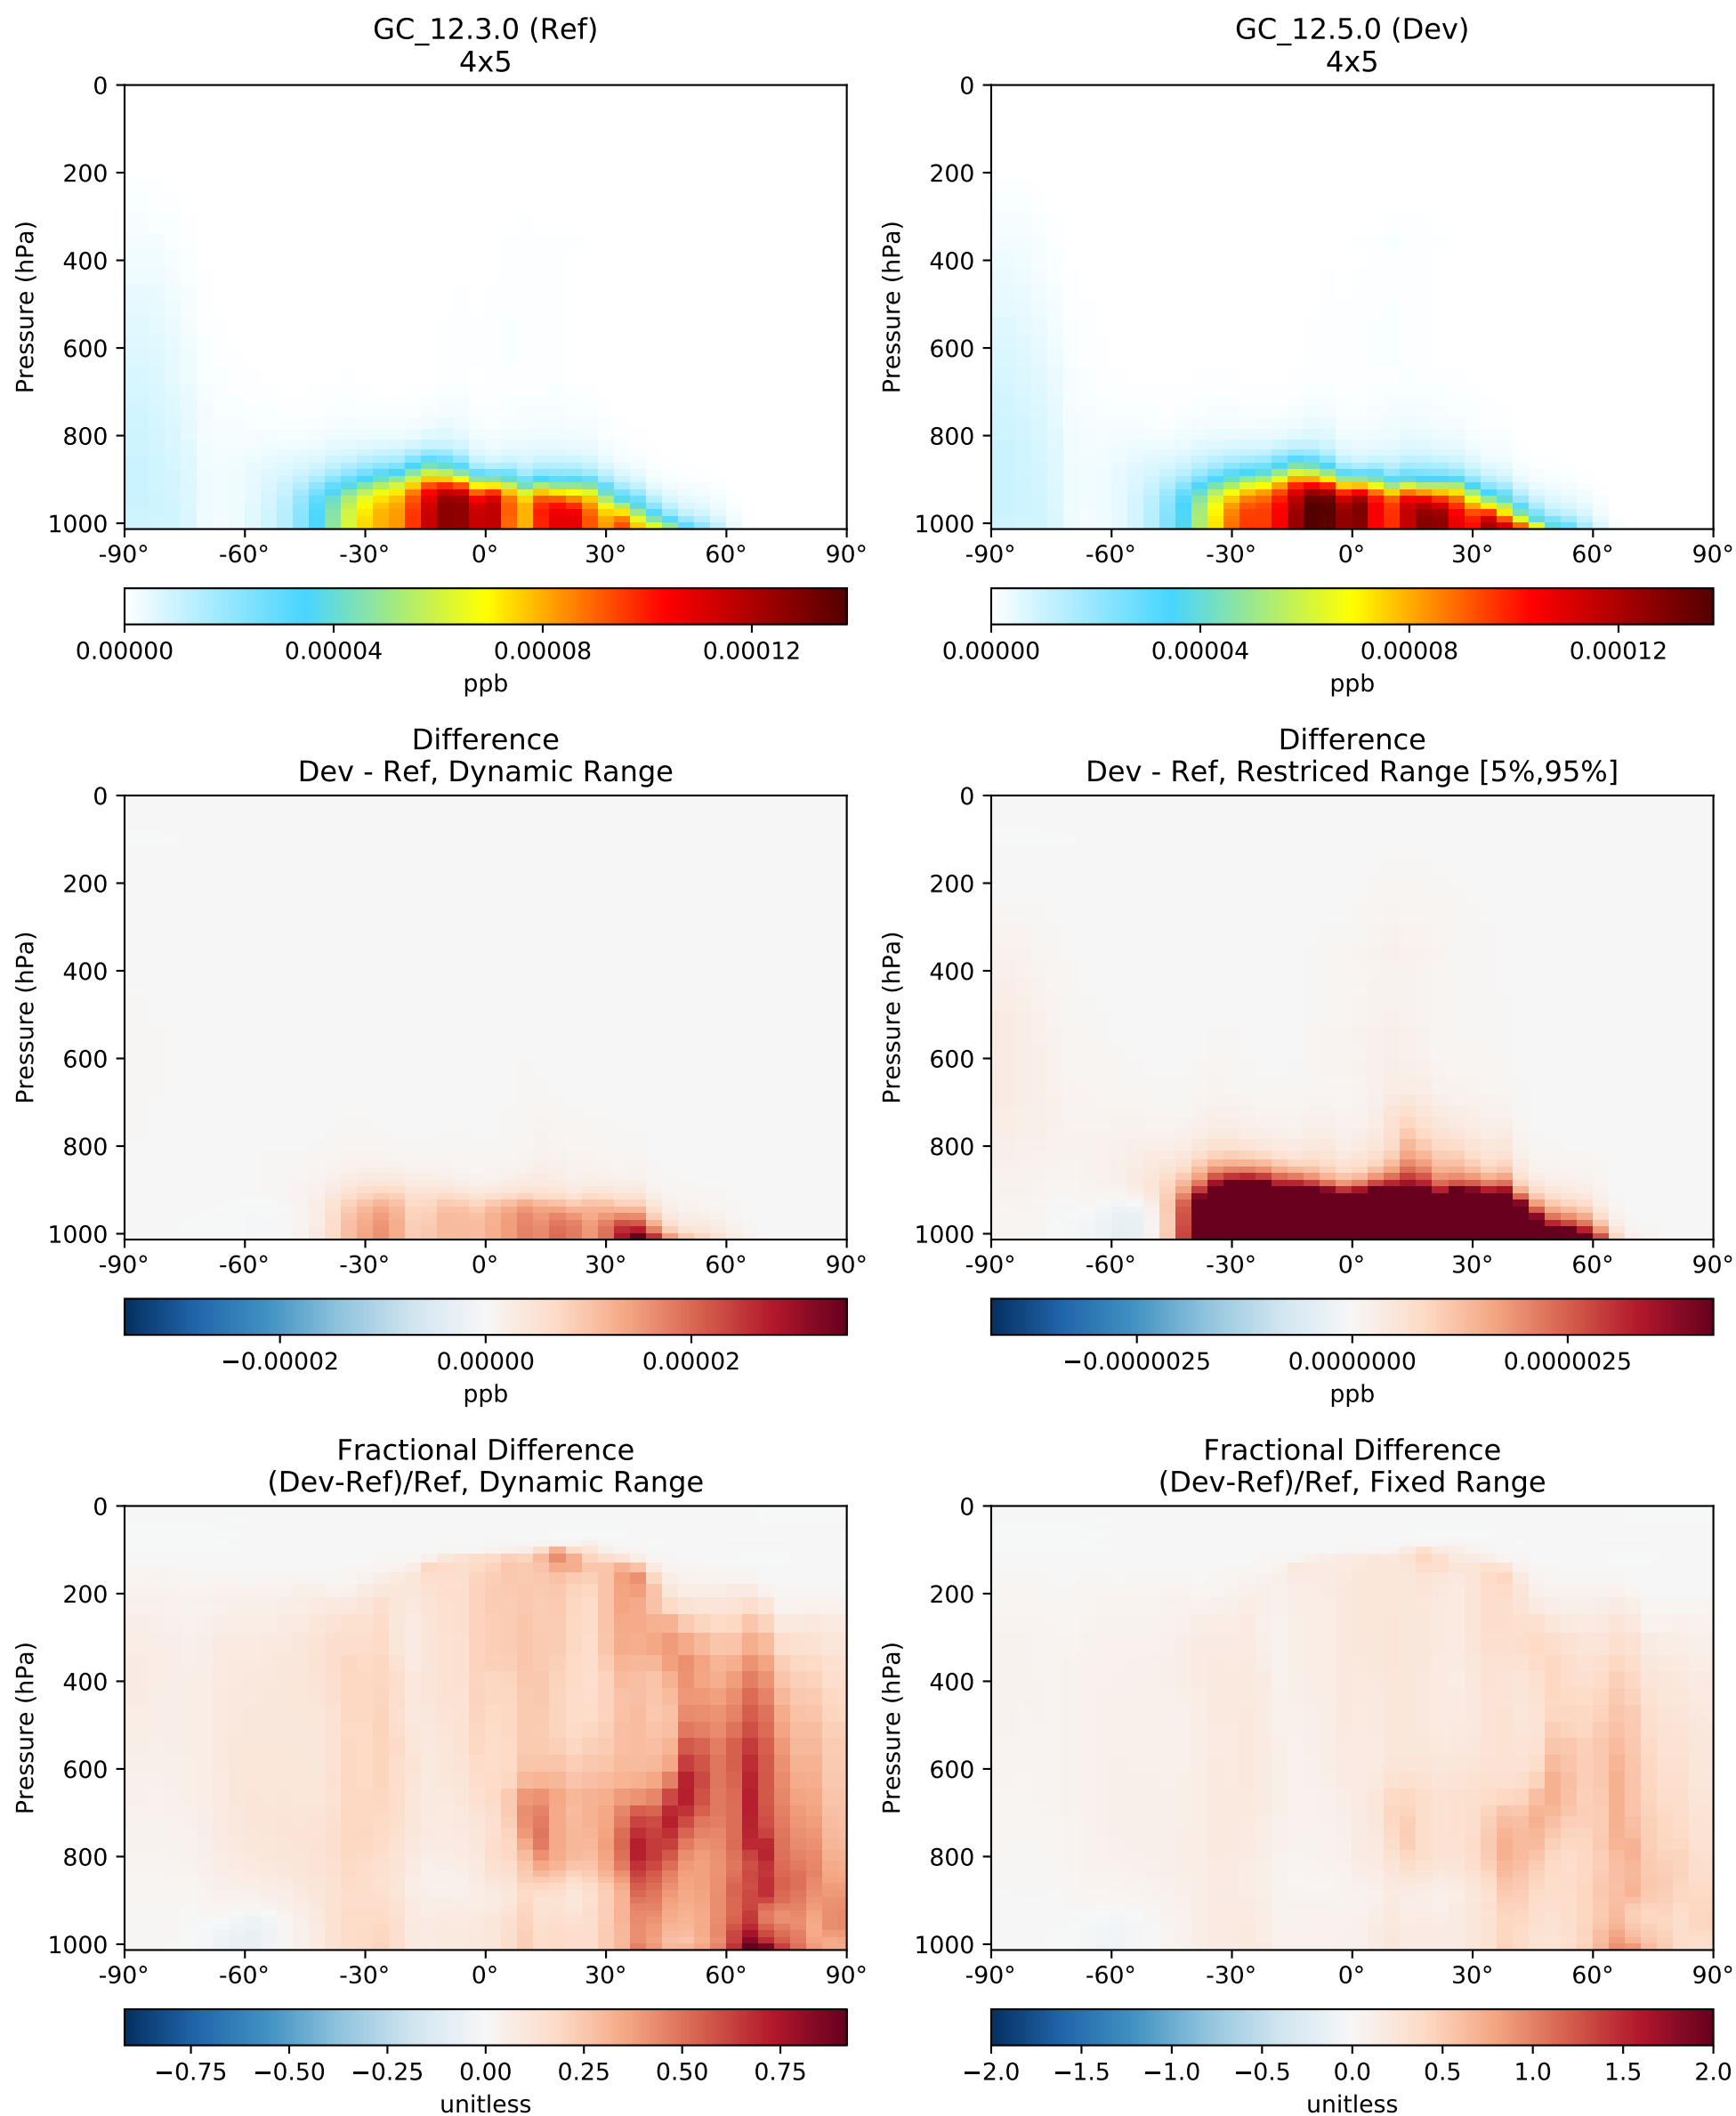 GC_12.3.0 (Ref)
4x5
0
200
400
600
800
1000
Pressure (hPa)
-90° -60° -30° 0° 30° 60° 90°
0.00000 0.00004 0.00008 0.00012
ppb
GC_12.5.0 (Dev)
4x5
0
200
400
600
800
1000
Pressure (hPa)
-90° -60° -30° 0° 30° 60° 90°
0.00000 0.00004 0.00008 0.00012
ppb
Difference
Dev - Ref, Dynamic Range
0
200
400
600
800
1000
Pressure (hPa)
-90° -60° -30° 0° 30° 60° 90°
−0.00002 0.00000 0.00002
ppb
Difference
Dev - Ref, Restriced Range [5%,95%]
0
200
400
600
800
1000
Pressure (hPa)
-90° -60° -30° 0° 30° 60° 90°
−0.0000025 0.0000000 0.0000025
ppb
Fractional Difference
(Dev-Ref)/Ref, Dynamic Range
0
200
400
600
800
1000
Pressure (hPa)
-90° -60° -30° 0° 30° 60° 90°
−0.75 −0.50 −0.25 0.00 0.25 0.50 0.75
unitless
Fractional Difference
(Dev-Ref)/Ref, Fixed Range
0
200
400
600
800
1000
Pressure (hPa)
-90° -60° -30° 0° 30° 60° 90°
−2.0 −1.5 −1.0 −0.5 0.0 0.5 1.0 1.5 2.0
unitless